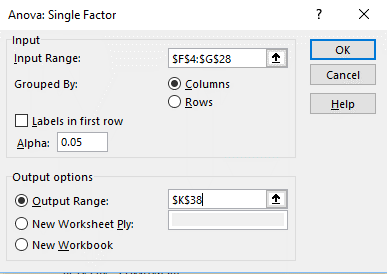 Anova: Single Factor ? ×
Input
Input Range: $F$4:$G$28
Grouped By: Columns
Rows
Labels in first row
Alpha: 0.05
OK
Cancel
Help
Output options
Output Range: $K$38
New Worksheet Ply:
New Workbook